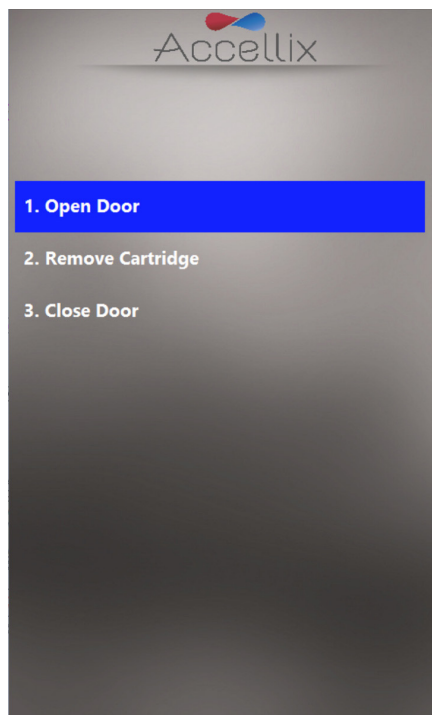 Accellix
1. Open Door
2. Remove Cartridge
3. Close Door